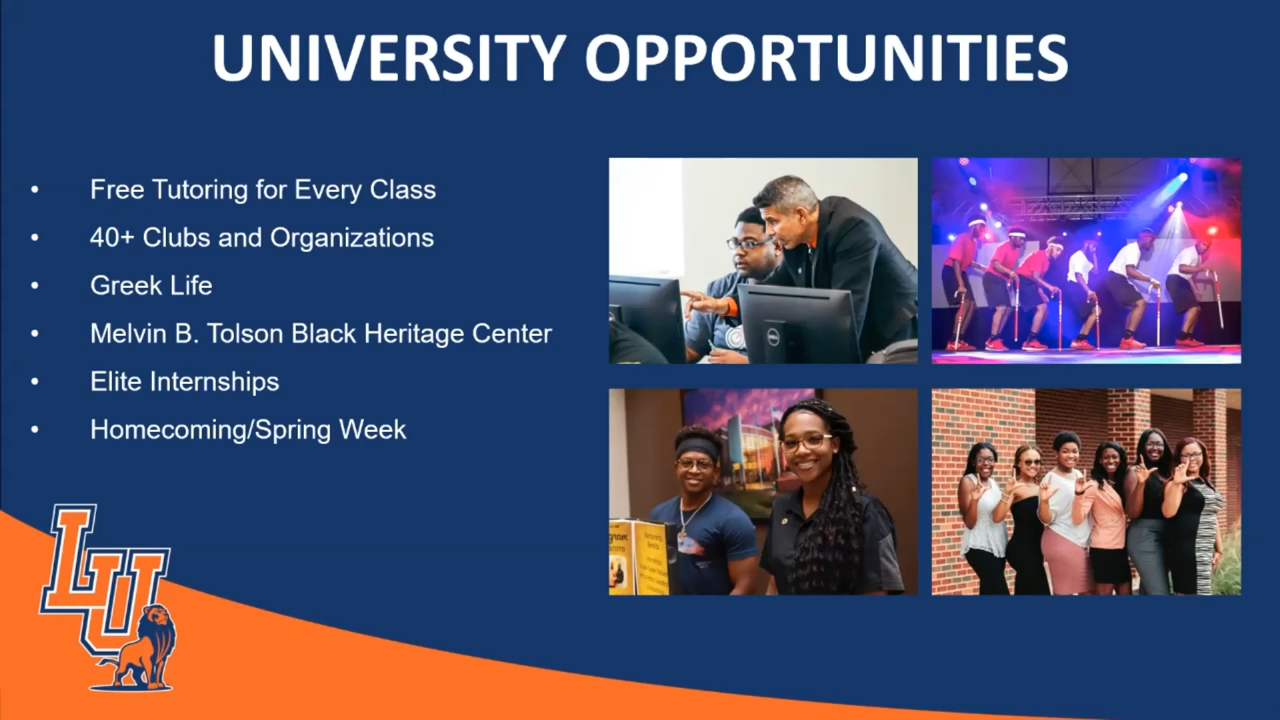 UNIVERSITY OPPORTUNITIES
• Free Tutoring for Every Class
• 40+ Clubs and Organizations
• Greek Life
• Melvin B. Tolson Black Heritage Center
• Elite Internships
• Homecoming/Spring Week
LU
DELL